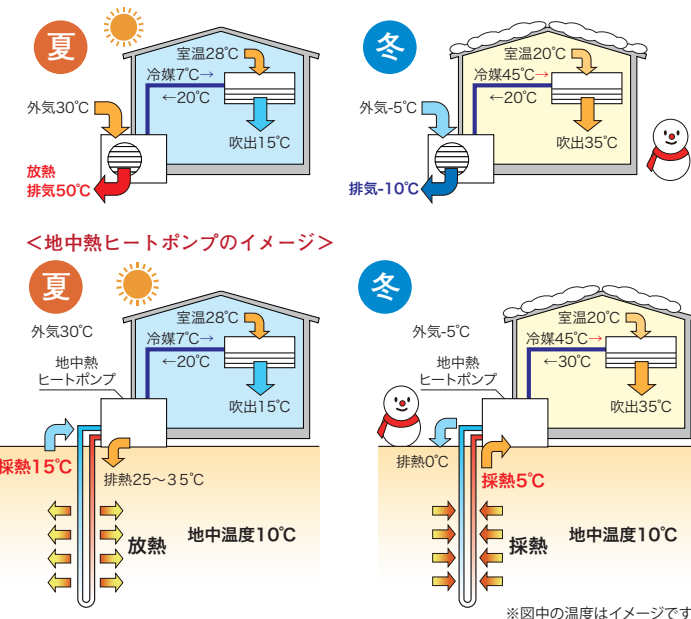 夏
室温28℃
冷媒7℃→
←20℃
外気30℃
吹出15℃
放熱
排気50℃
冬
室温20℃
冷媒45℃→
←20℃
外気-5℃
吹出35℃
排気-10℃
＜地中熱ヒートポンプのイメージ＞
夏
外気30℃
室温28℃
冷媒7℃→
←20℃
地中熱
ヒートポンプ
吹出15℃
採熱15℃
排熱25～35℃
放熱
地中温度10℃
冬
外気-5℃
室温20℃
冷媒45℃→
←30℃
地中熱
ヒートポンプ
吹出35℃
排熱0℃
採熱5℃
採熱
地中温度10℃
※図中の温度はイメージです